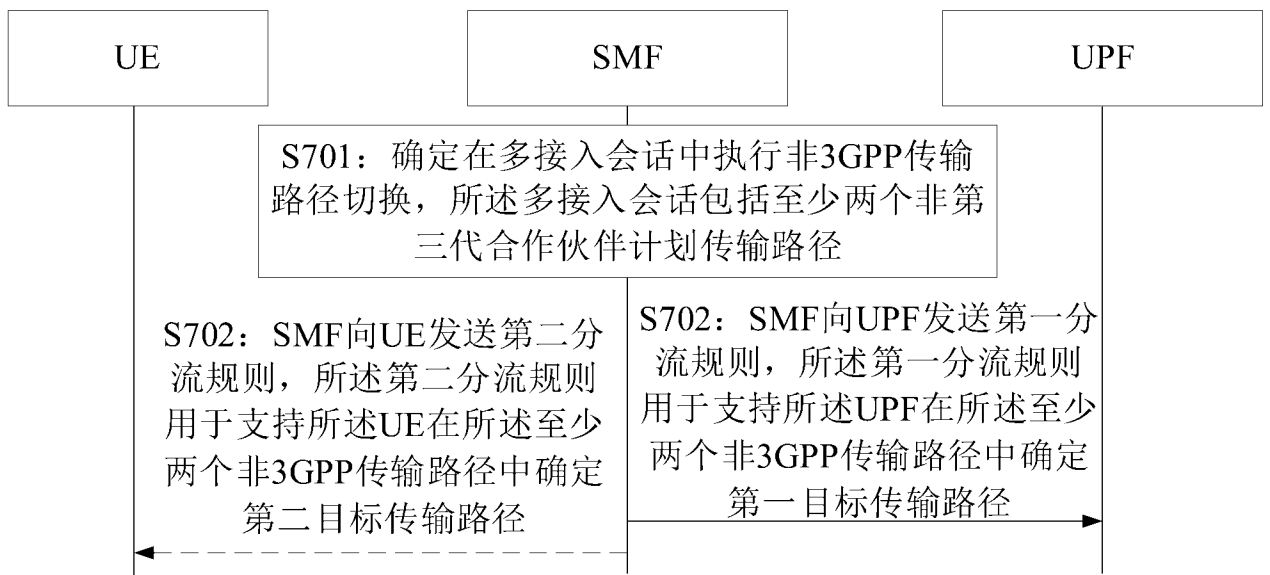 UE
SMF
UPF
S701：确定在多接入会话中执行非3GPP传输
路径切换，所述多接入会话包括至少两个非第
三代合作伙伴计划传输路径
S702：SMF向UE发送第二分
流规则，所述第二分流规则
用于支持所述UE在所述至少
两个非3GPP传输路径中确定
第二目标传输路径
S702：SMF向UPF发送第一分
流规则，所述第一分流规则
用于支持所述UPF在所述至少
两个非3GPP传输路径中确定
第一目标传输路径